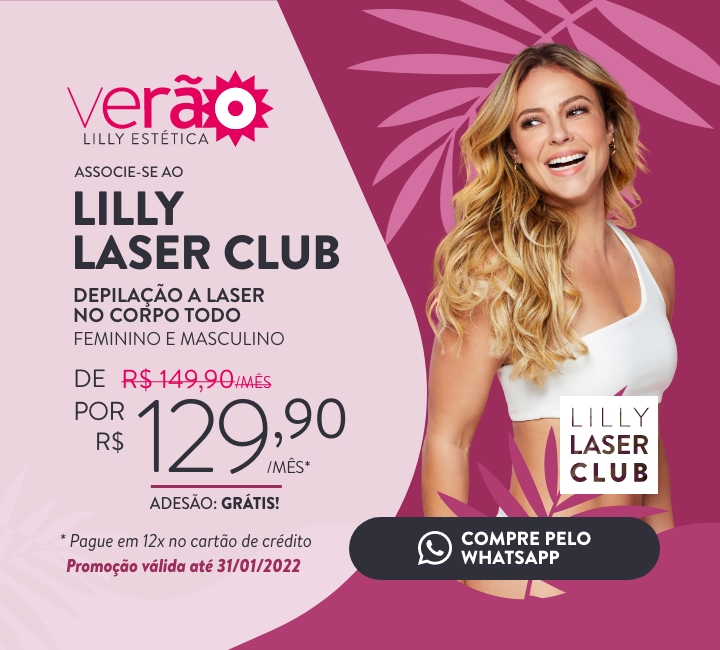 verão
LILLY ESTÉTICA
ASSOCIE-SE AO
LILLY
LASER CLUB
DEPILAÇÃO A LASER
NO CORPO TODO
FEMININO E MASCULINO
DE R$ 149,90/MÊS
POR
R$ 129,90
/MÊS*
ADESÃO: GRÁTIS!
* Pague em 12x no cartão de crédito
Promoção válida até 31/01/2022
LILLY
LASER
CLUB
COMPRE PELO
WHATSAPP